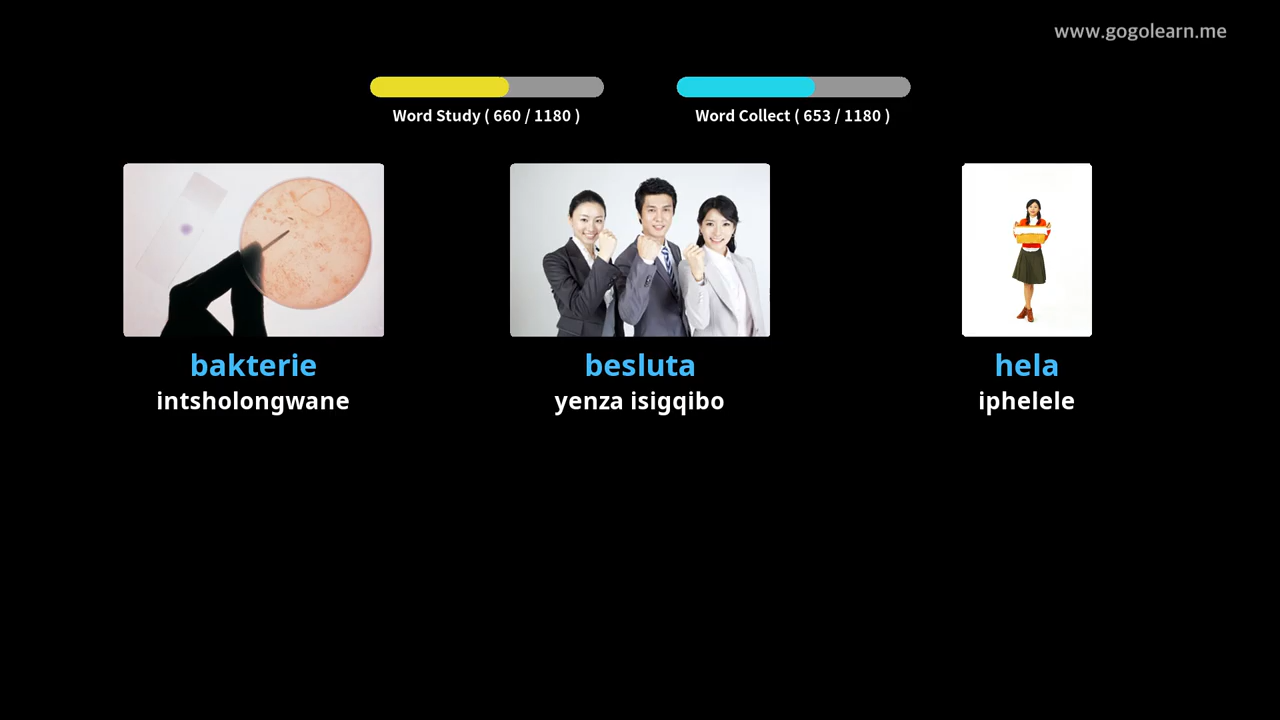 www.gogolearn.me
Word Study ( 660 / 1180 )
Word Collect ( 653 / 1180 )
bakterie
intsholongwane
besluta
yenza isigqibo
hela
iphelele